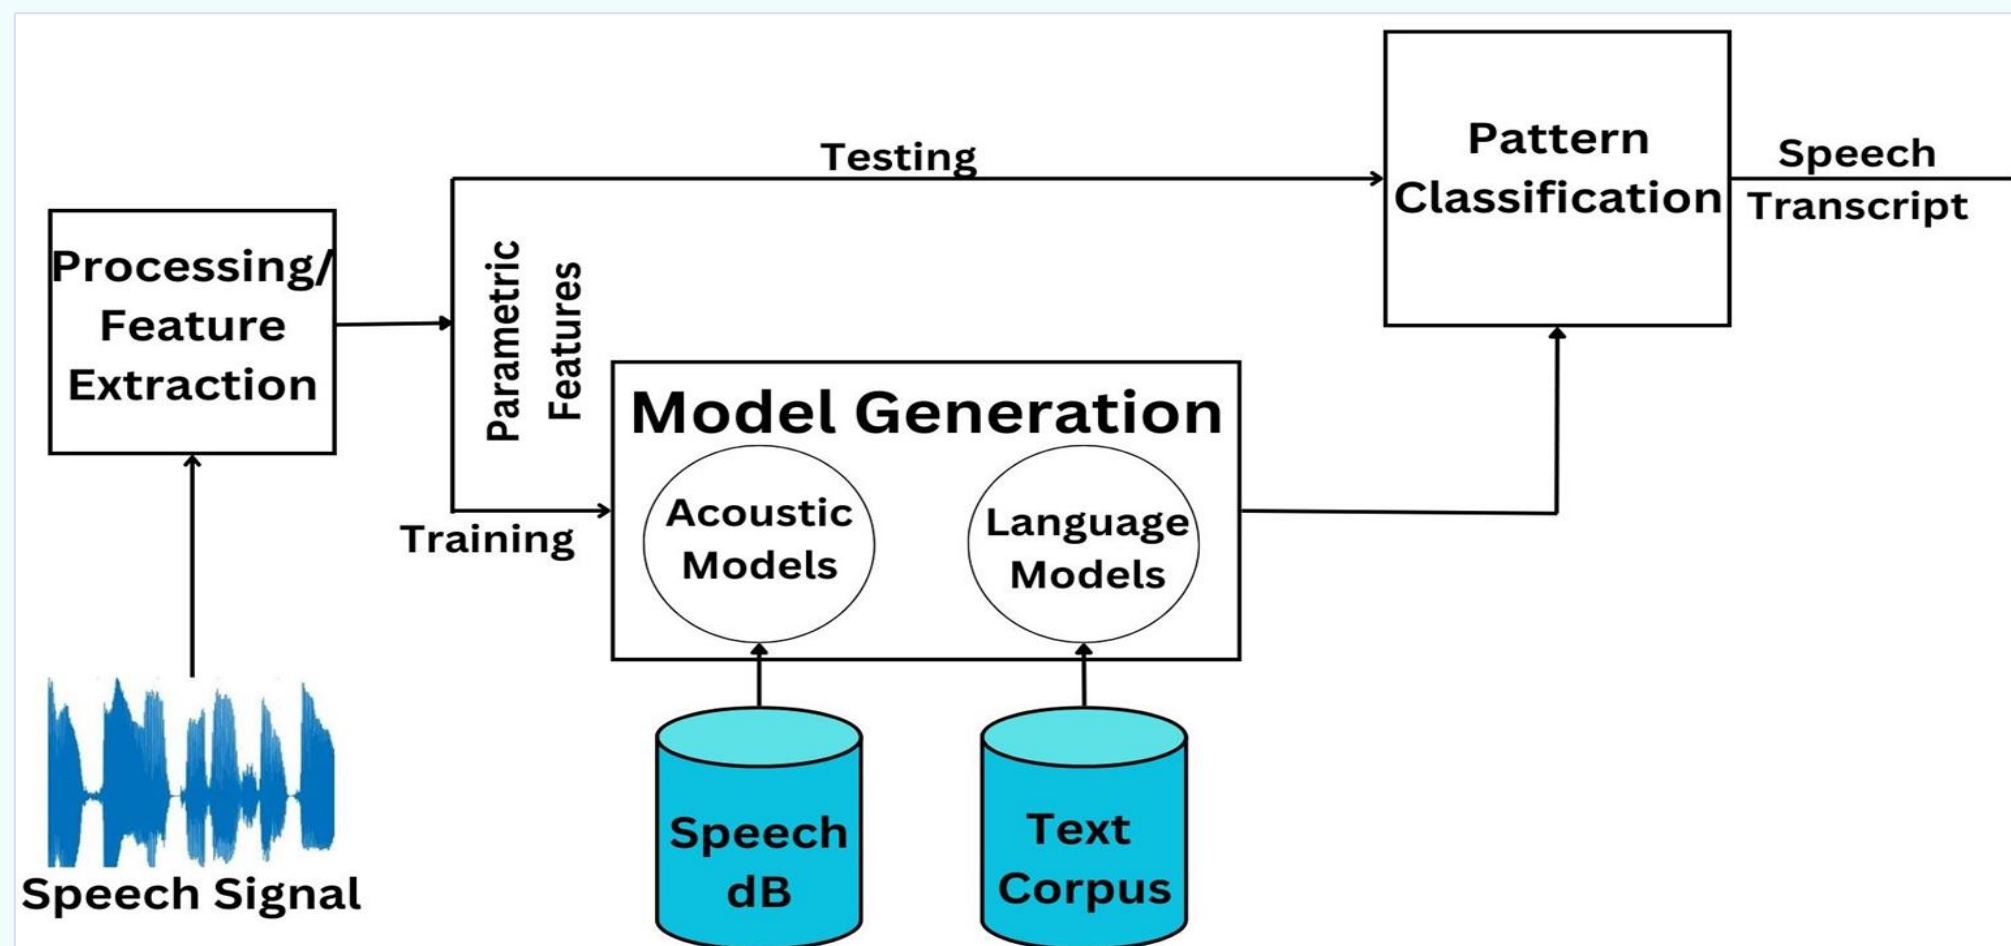 Processing/
Feature
Extraction
Speech Signal
Parametric
Features
Testing
Training
Model Generation
Acoustic
Models
Language
Models
Speech
dB
Text
Corpus
Pattern
Classification
Speech
Transcript